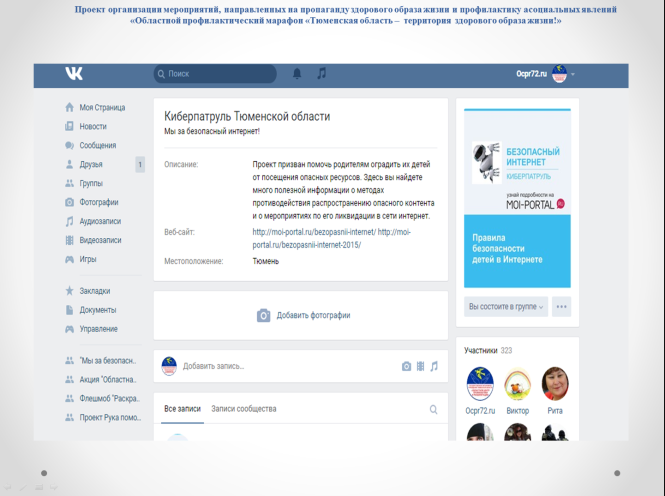 Проект организации мероприятий, направленных на пропаганду здорового образа жизни и профилактику асоциальных явлений
«Областной профилактический марафон «Тюменская область – территория здорового образа жизни!»
Поиск
Ocpr72.ru
Моя Страница
Новости
Сообщения
Друзья 1
Группы
Фотографии
Аудиозаписи
Видеозаписи
Игры
Закладки
Документы
Управление
"Мы за безопасн..
Акция "Областна..
Флешмоб "Раскра..
Проект Рука помо..
Киберпатруль Тюменской области
Мы за безопасный интернет!
Описание: Проект призван помочь родителям оградить их детей
от посещения опасных ресурсов. Здесь вы найдете
много полезной информации о методах
противодействия распространению опасного контента
и о мероприятиях по его ликвидации в сети интернет.
Веб-сайт: http://moi-portal.ru/bezopasnii-internet/ http://moi-
portal.ru/bezopasnii-internet-2015/
Местоположение: Тюмень
Добавить фотографии
Добавить запись...
Все записи Записи сообщества
БЕЗОПАСНЫЙ
ИНТЕРНЕТ
КИБЕРПАТРУЛЬ
узнай подробности на
MOI-PORTAL RU
Правила
безопасности
детей в Интернете
Вы состоите в группе
Участники 323
Ocpr72.ru Виктор Рита